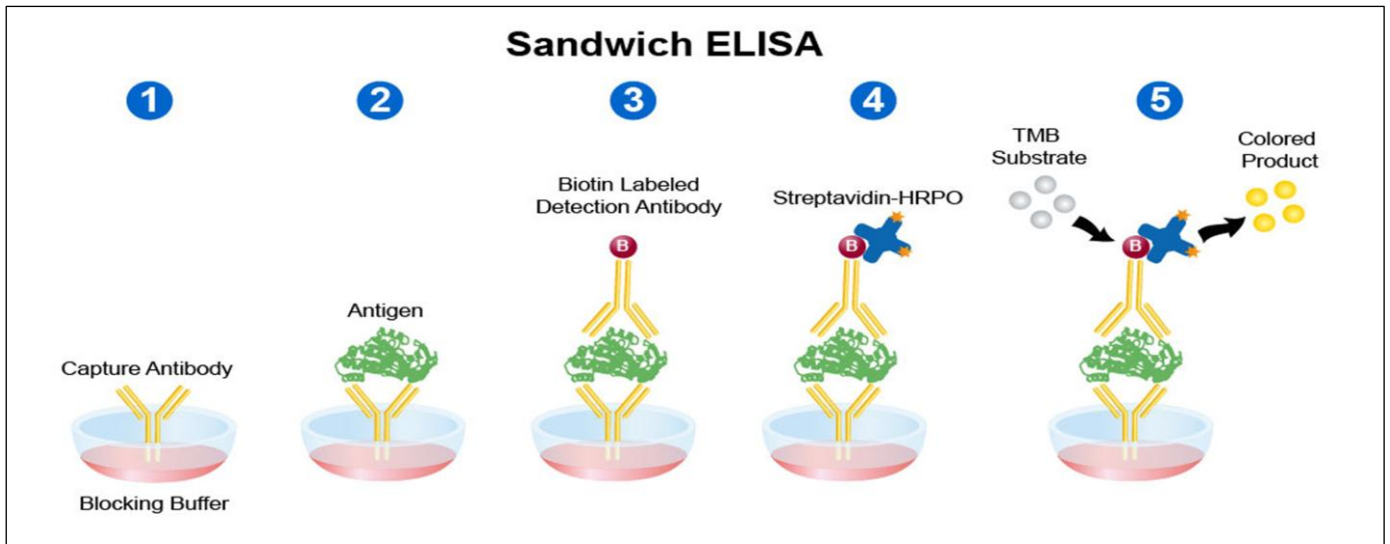 Sandwich ELISA
1
2
3
4
5
Capture Antibody
Blocking Buffer
Antigen
Biotin Labeled
Detection Antibody
B
Streptavidin-HRPO
B
TMB
Substrate
Colored
Product
B